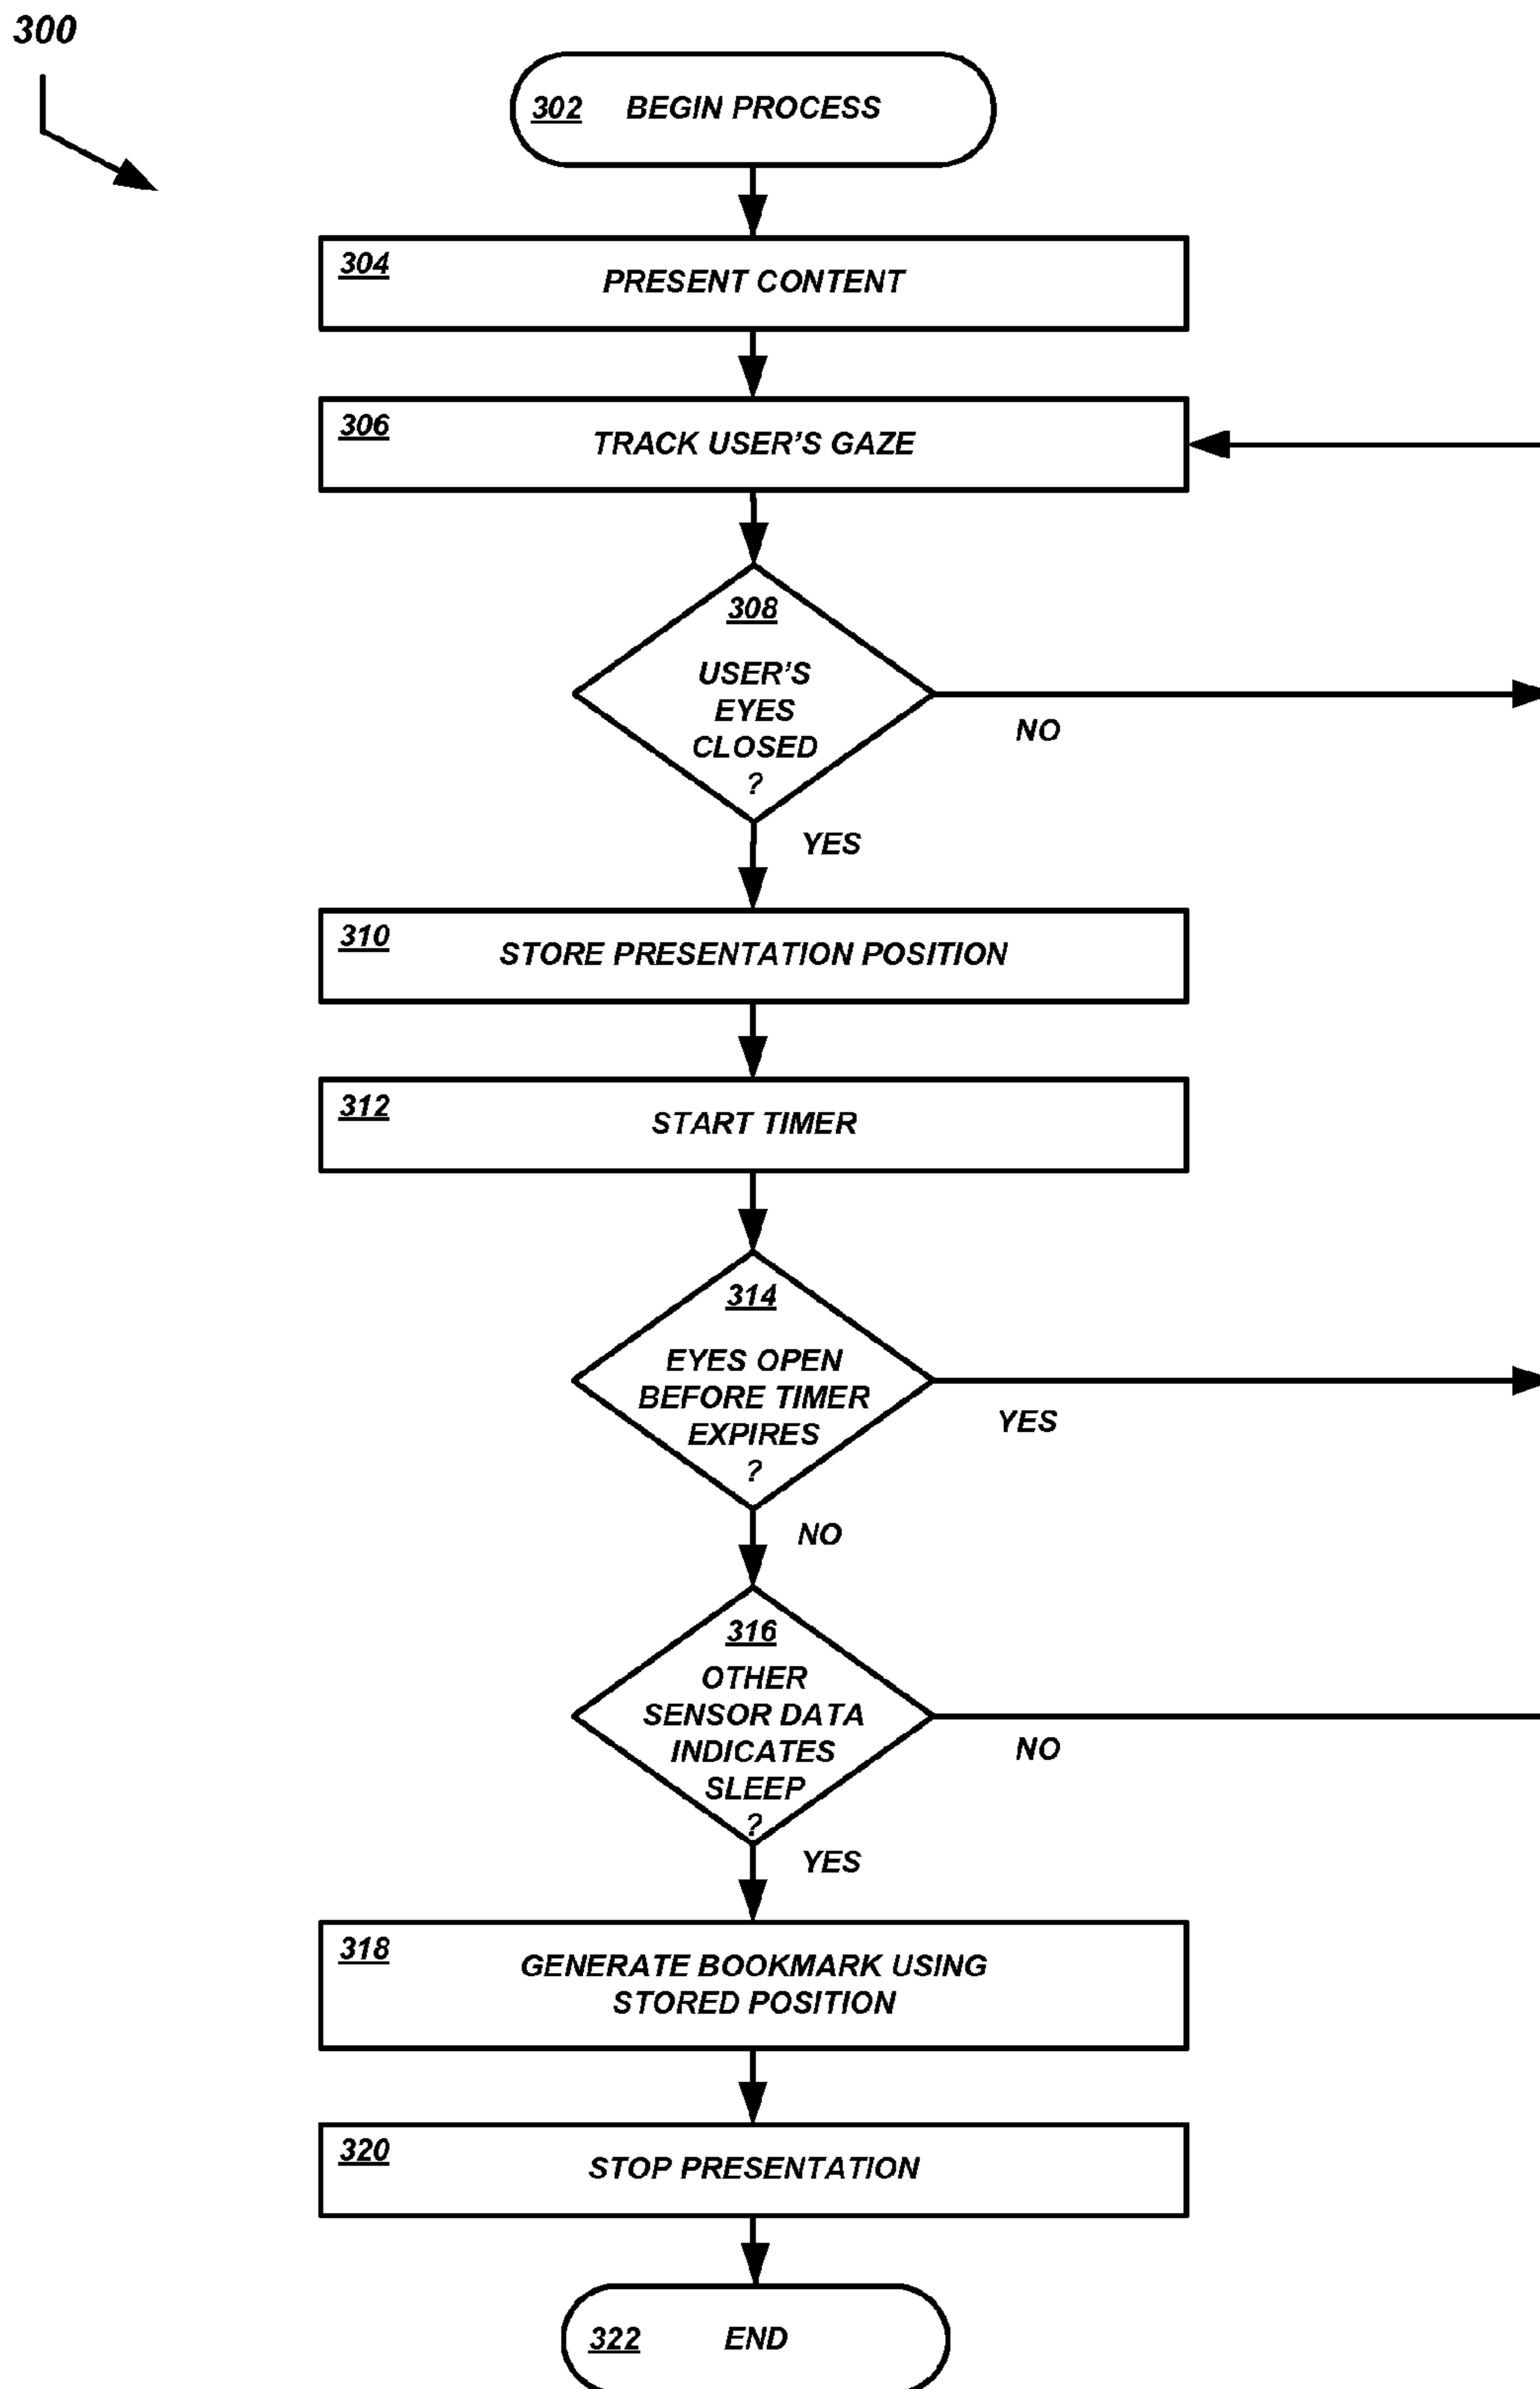 300
302 BEGIN PROCESS
304
PRESENT CONTENT
306
TRACK USER'S GAZE
308
USER'S
EYES
CLOSED
?
NO
YES
310
STORE PRESENTATION POSITION
312
START TIMER
314
EYES OPEN
BEFORE TIMER
EXPIRES
?
YES
NO
316
OTHER
SENSOR DATA
INDICATES
SLEEP
?
NO
YES
318
GENERATE BOOKMARK USING
STORED POSITION
320
STOP PRESENTATION
322 END